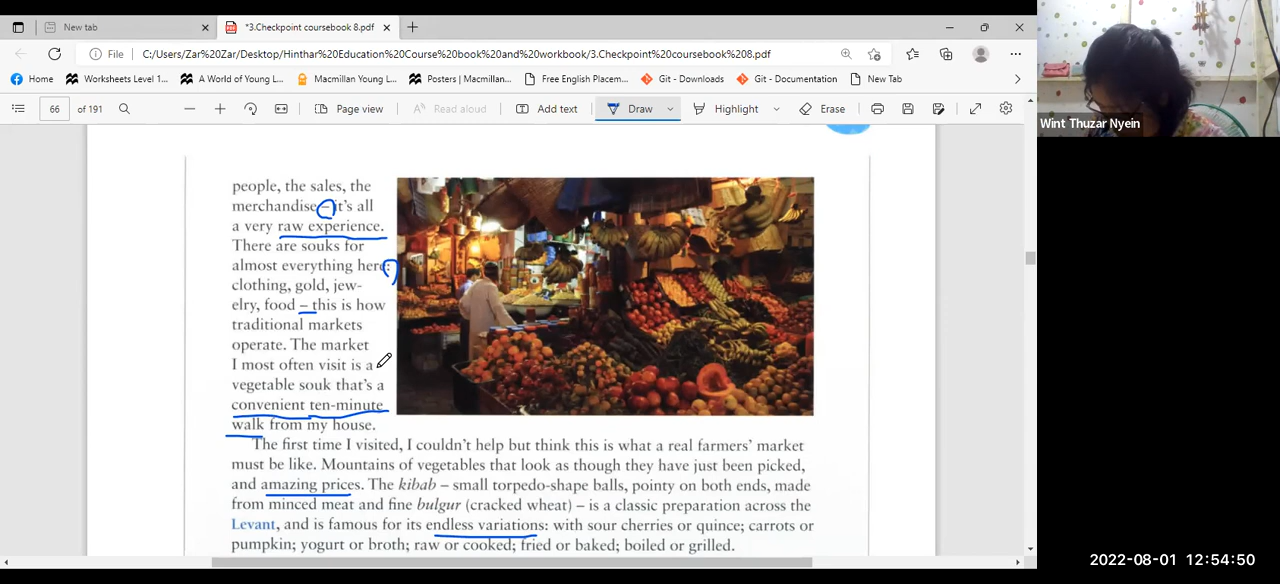 New tab
*3.Checkpoint coursebook 8.pdf
File
C:/Users/Zar%20Zar/Desktop/Hinthar%20Education%20Course%20book%20and%20workbook/3.Checkpoint%20coursebook%208.pdf
Home
Worksheets Level 1...
A World of Young L...
Macmillan Young L...
Posters | Macmillan...
Free English Placem...
Git - Downloads
Git - Documentation
New Tab
66 of 191
Page view
Read aloud
Add text
Draw
Highlight
Erase
Wint Thuzar Nyein
people, the sales, the
merchandise – it's all
a very raw experience.
There are souks for
almost everything here:
clothing, gold, jew-
elry, food – this is how
traditional markets
operate. The market
I most often visit is a
vegetable souk that's a
convenient ten-minute
walk from my house.
The first time I visited, I couldn't help but think this is what a real farmers' market
must be like. Mountains of vegetables that look as though they have just been picked,
and amazing prices. The kibab – small torpedo-shape balls, pointy on both ends, made
from minced meat and fine bulgur (cracked wheat) – is a classic preparation across the
Levant, and is famous for its endless variations: with sour cherries or quince; carrots or
pumpkin; yogurt or broth; raw or cooked; fried or baked; boiled or grilled.
2022-08-01 12:54:50